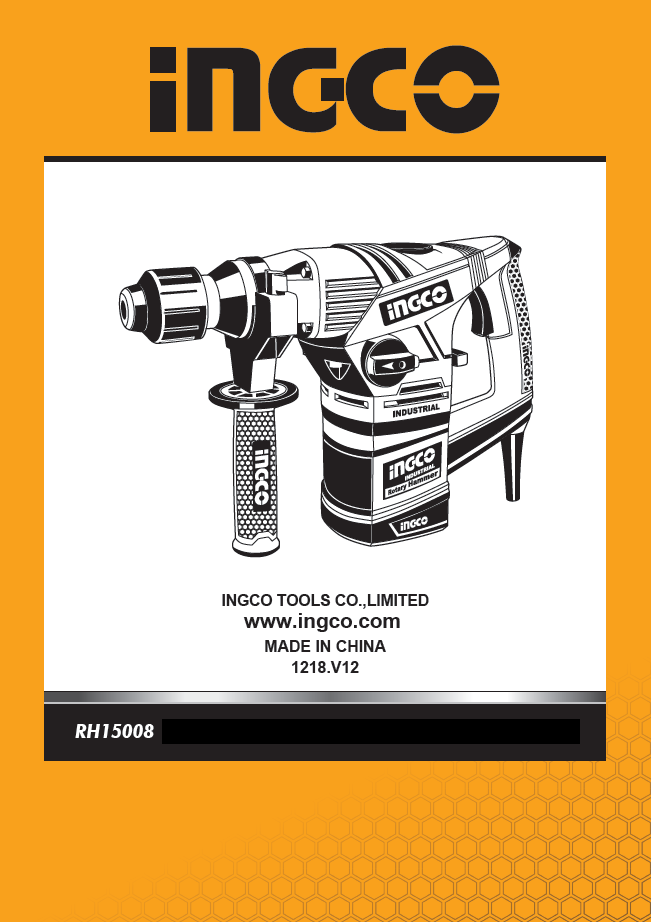 INGCO
INGCO
INGCO
INDUSTRIAL
INGCO
INGCO
INDUSTRIAL
Rotary Hammer
INGCO
INGCO TOOLS CO.,LIMITED
www.ingco.com
MADE IN CHINA
1218.V12
RH15008